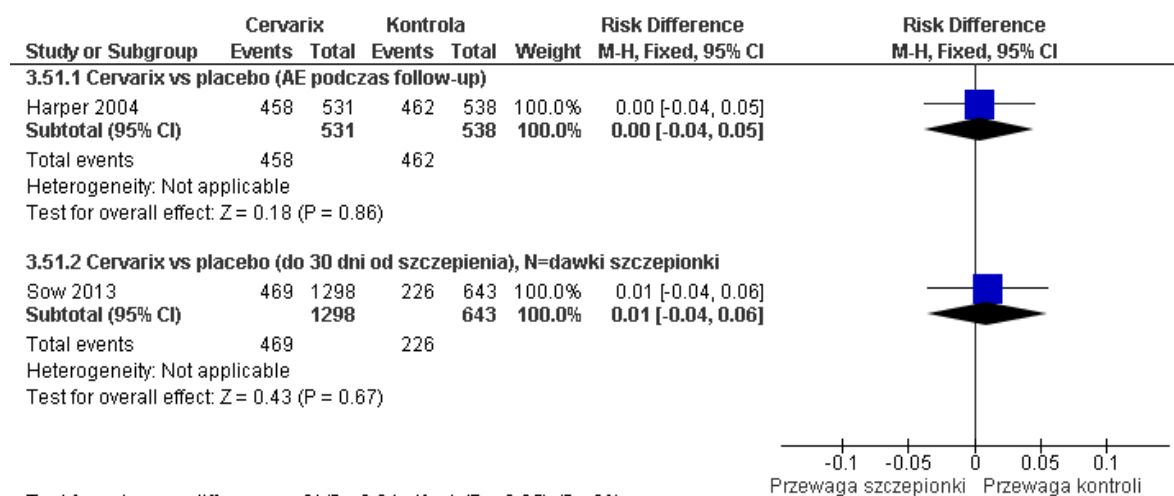 Cervarix Kontrola Risk Difference Risk Difference
Study or Subgroup Events Total Events Total Weight M-H, Fixed, 95% CI M-H, Fixed, 95% CI
3.51.1 Cervarix vs placebo (AE podczas follow-up)
Harper 2004 458 531 462 538 100.0% 0.00 [-0.04, 0.05]
Subtotal (95% CI) 531 538 100.0% 0.00 [-0.04, 0.05]
Total events 458 462
Heterogeneity: Not applicable
Test for overall effect: Z = 0.18 (P = 0.86)
3.51.2 Cervarix vs placebo (do 30 dni od szczepienia), N=dawki szczepionki
Sow 2013 469 1298 226 643 100.0% 0.01 [-0.04, 0.06]
Subtotal (95% CI) 1298 643 100.0% 0.01 [-0.04, 0.06]
Total events 469 226
Heterogeneity: Not applicable
Test for overall effect: Z = 0.43 (P = 0.67)
-0.1 -0.05 0 0.05 0.1
Przewaga szczepionki Przewaga kontroli